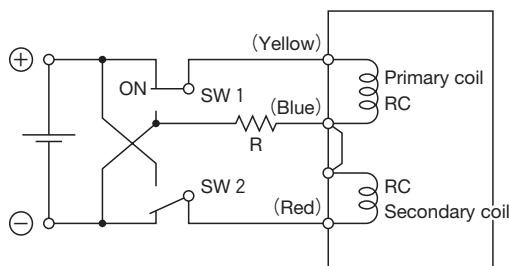 (Yellow)
⊕
Primary coil
ON
SW 1
RC
(Blue)
R
SW 2
RC
(Red)
Secondary coil
⊖